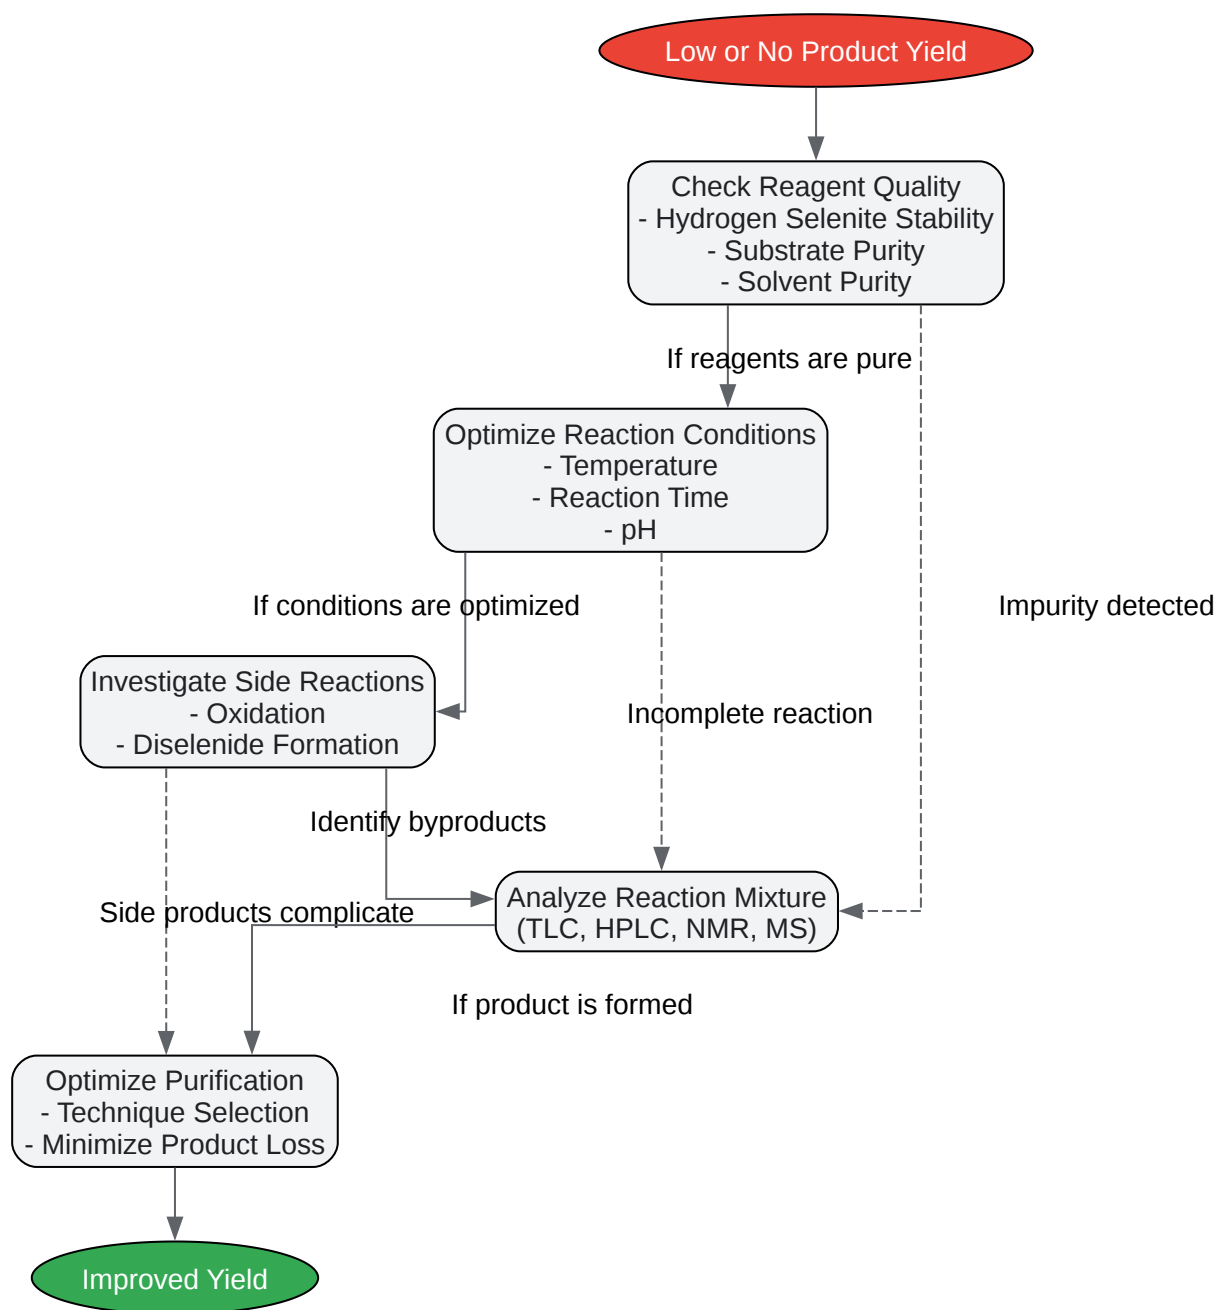 Low or No Product Yield
Check Reagent Quality
- Hydrogen Selenite Stability
- Substrate Purity
- Solvent Purity
If reagents are pure
Optimize Reaction Conditions
- Temperature
- Reaction Time
- pH
If conditions are optimized
Impurity detected
Investigate Side Reactions
- Oxidation
- Diselenide Formation
Incomplete reaction
Identify byproducts
Analyze Reaction Mixture
(TLC, HPLC, NMR, MS)
Side products complicate
If product is formed
Optimize Purification
- Technique Selection
- Minimize Product Loss
Improved Yield